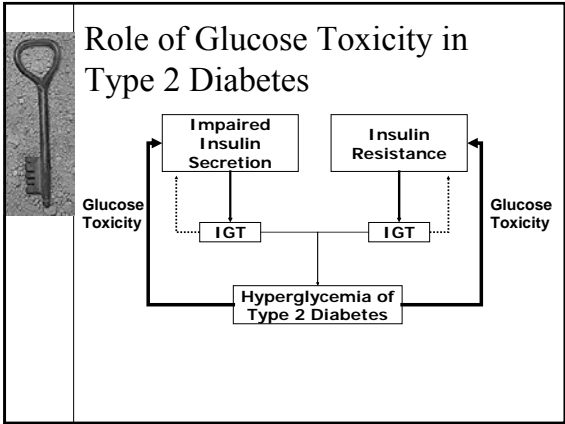 Role of Glucose Toxicity in
Type 2 Diabetes
Impaired
Insulin
Secretion
Insulin
Resistance
Glucose
Toxicity
Glucose
Toxicity
IGT
IGT
Hyperglycemia of
Type 2 Diabetes